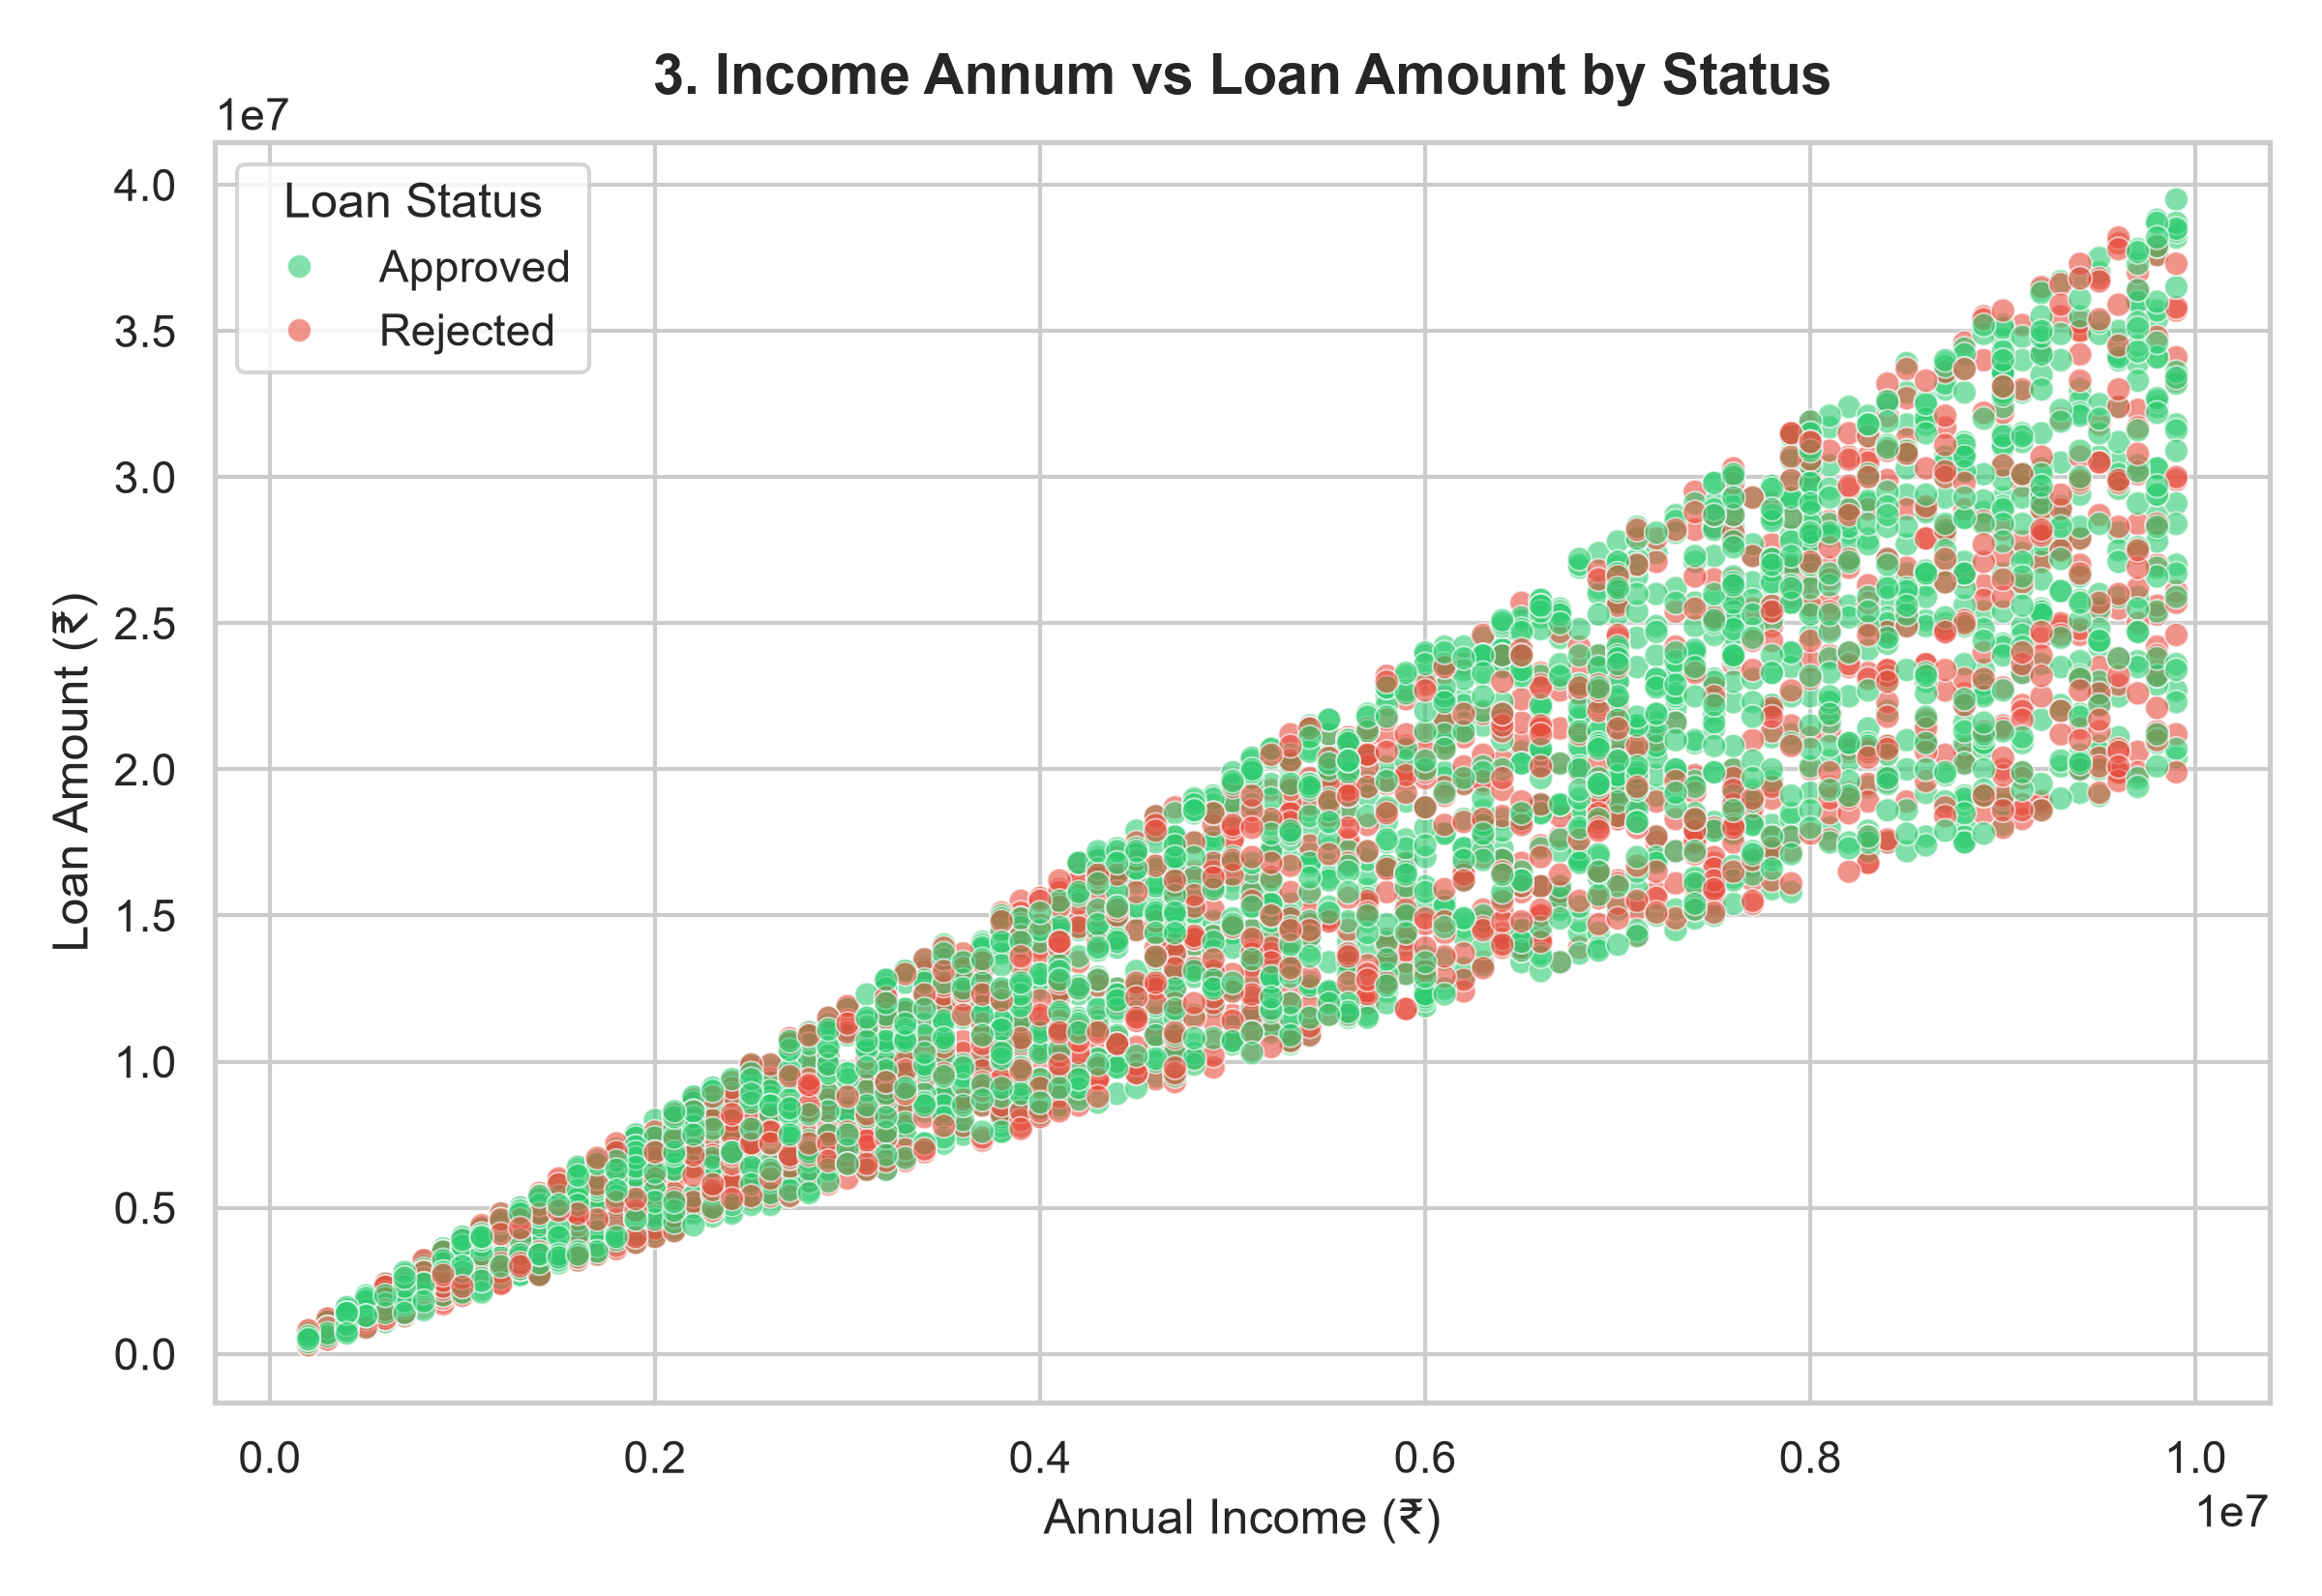 3. Income Annum vs Loan Amount by Status
1e7
Loan Status
Approved
Rejected
4.0
3.5
3.0
2.5
2.0
1.5
1.0
0.5
0.0
Loan Amount (₹)
0.0 0.2 0.4 0.6 0.8 1.0
Annual Income (₹)
1e7